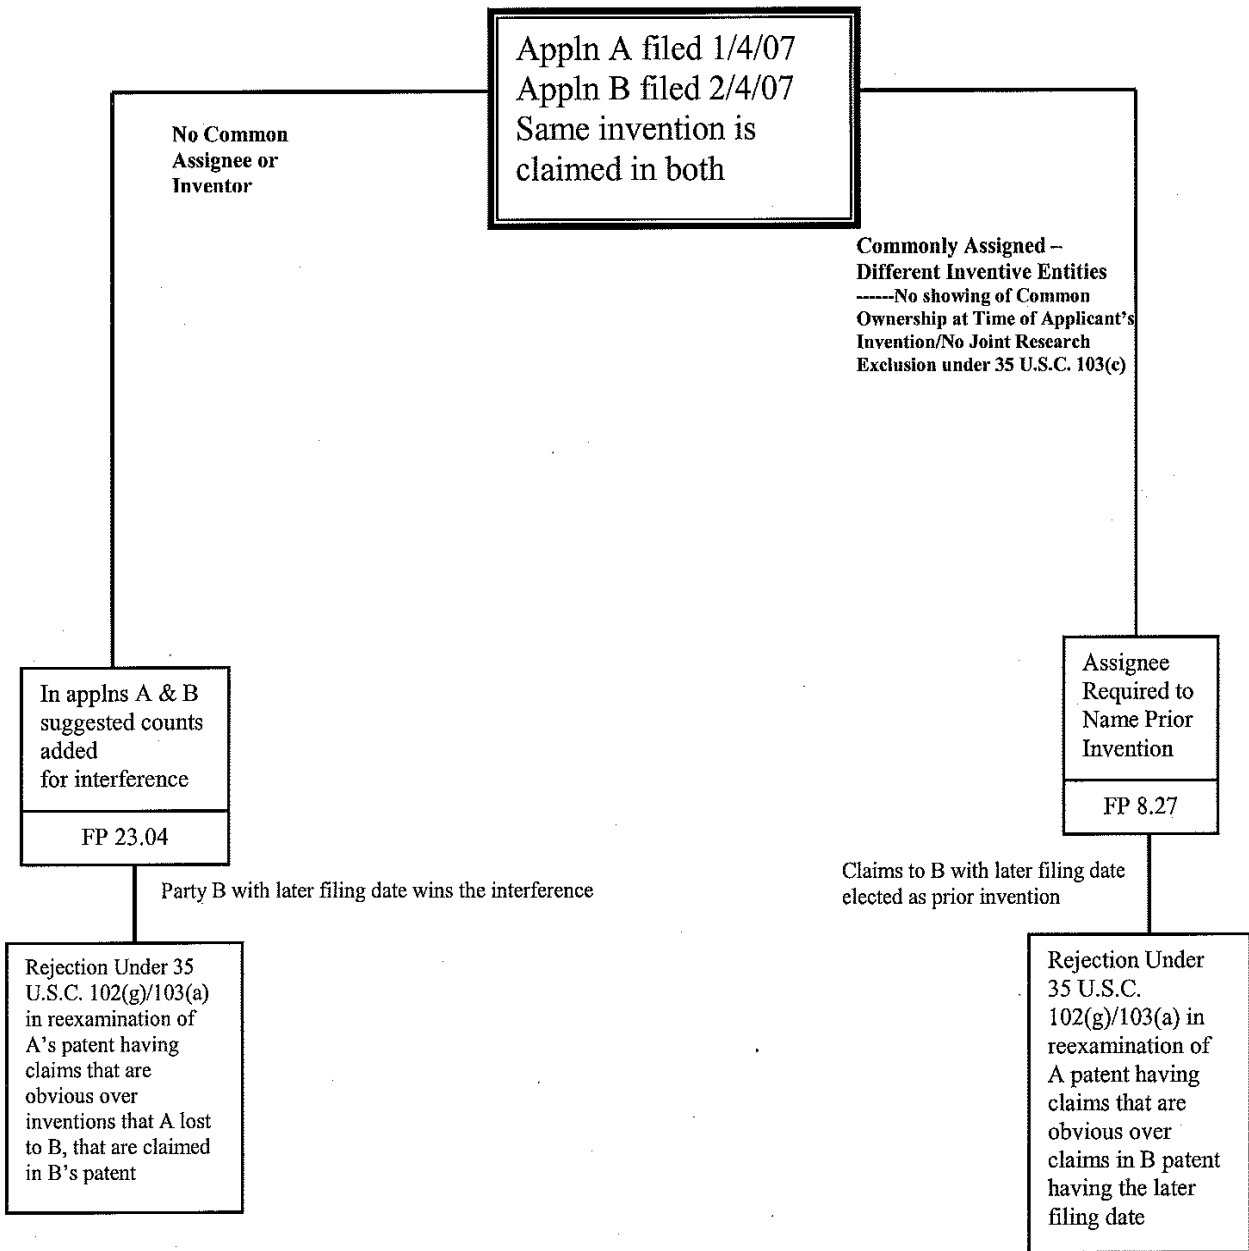 Appln A filed 1/4/07
Appln B filed 2/4/07
Same invention is
claimed in both
No Common
Assignee or
Inventor
Commonly Assigned –
Different Inventive Entities
------No showing of Common
Ownership at Time of Applicant's
Invention/No Joint Research
Exclusion under 35 U.S.C. 103(c)
In applns A & B
suggested counts
added
for interference
FP 23.04
Assignee
Required to
Name Prior
Invention
FP 8.27
Party B with later filing date wins the interference
Claims to B with later filing date
elected as prior invention
Rejection Under 35
U.S.C. 102(g)/103(a)
in reexamination of
A's patent having
claims that are
obvious over
inventions that A lost
to B, that are claimed
in B's patent
Rejection Under
35 U.S.C.
102(g)/103(a) in
reexamination of
A patent having
claims that are
obvious over
claims in B patent
having the later
filing date